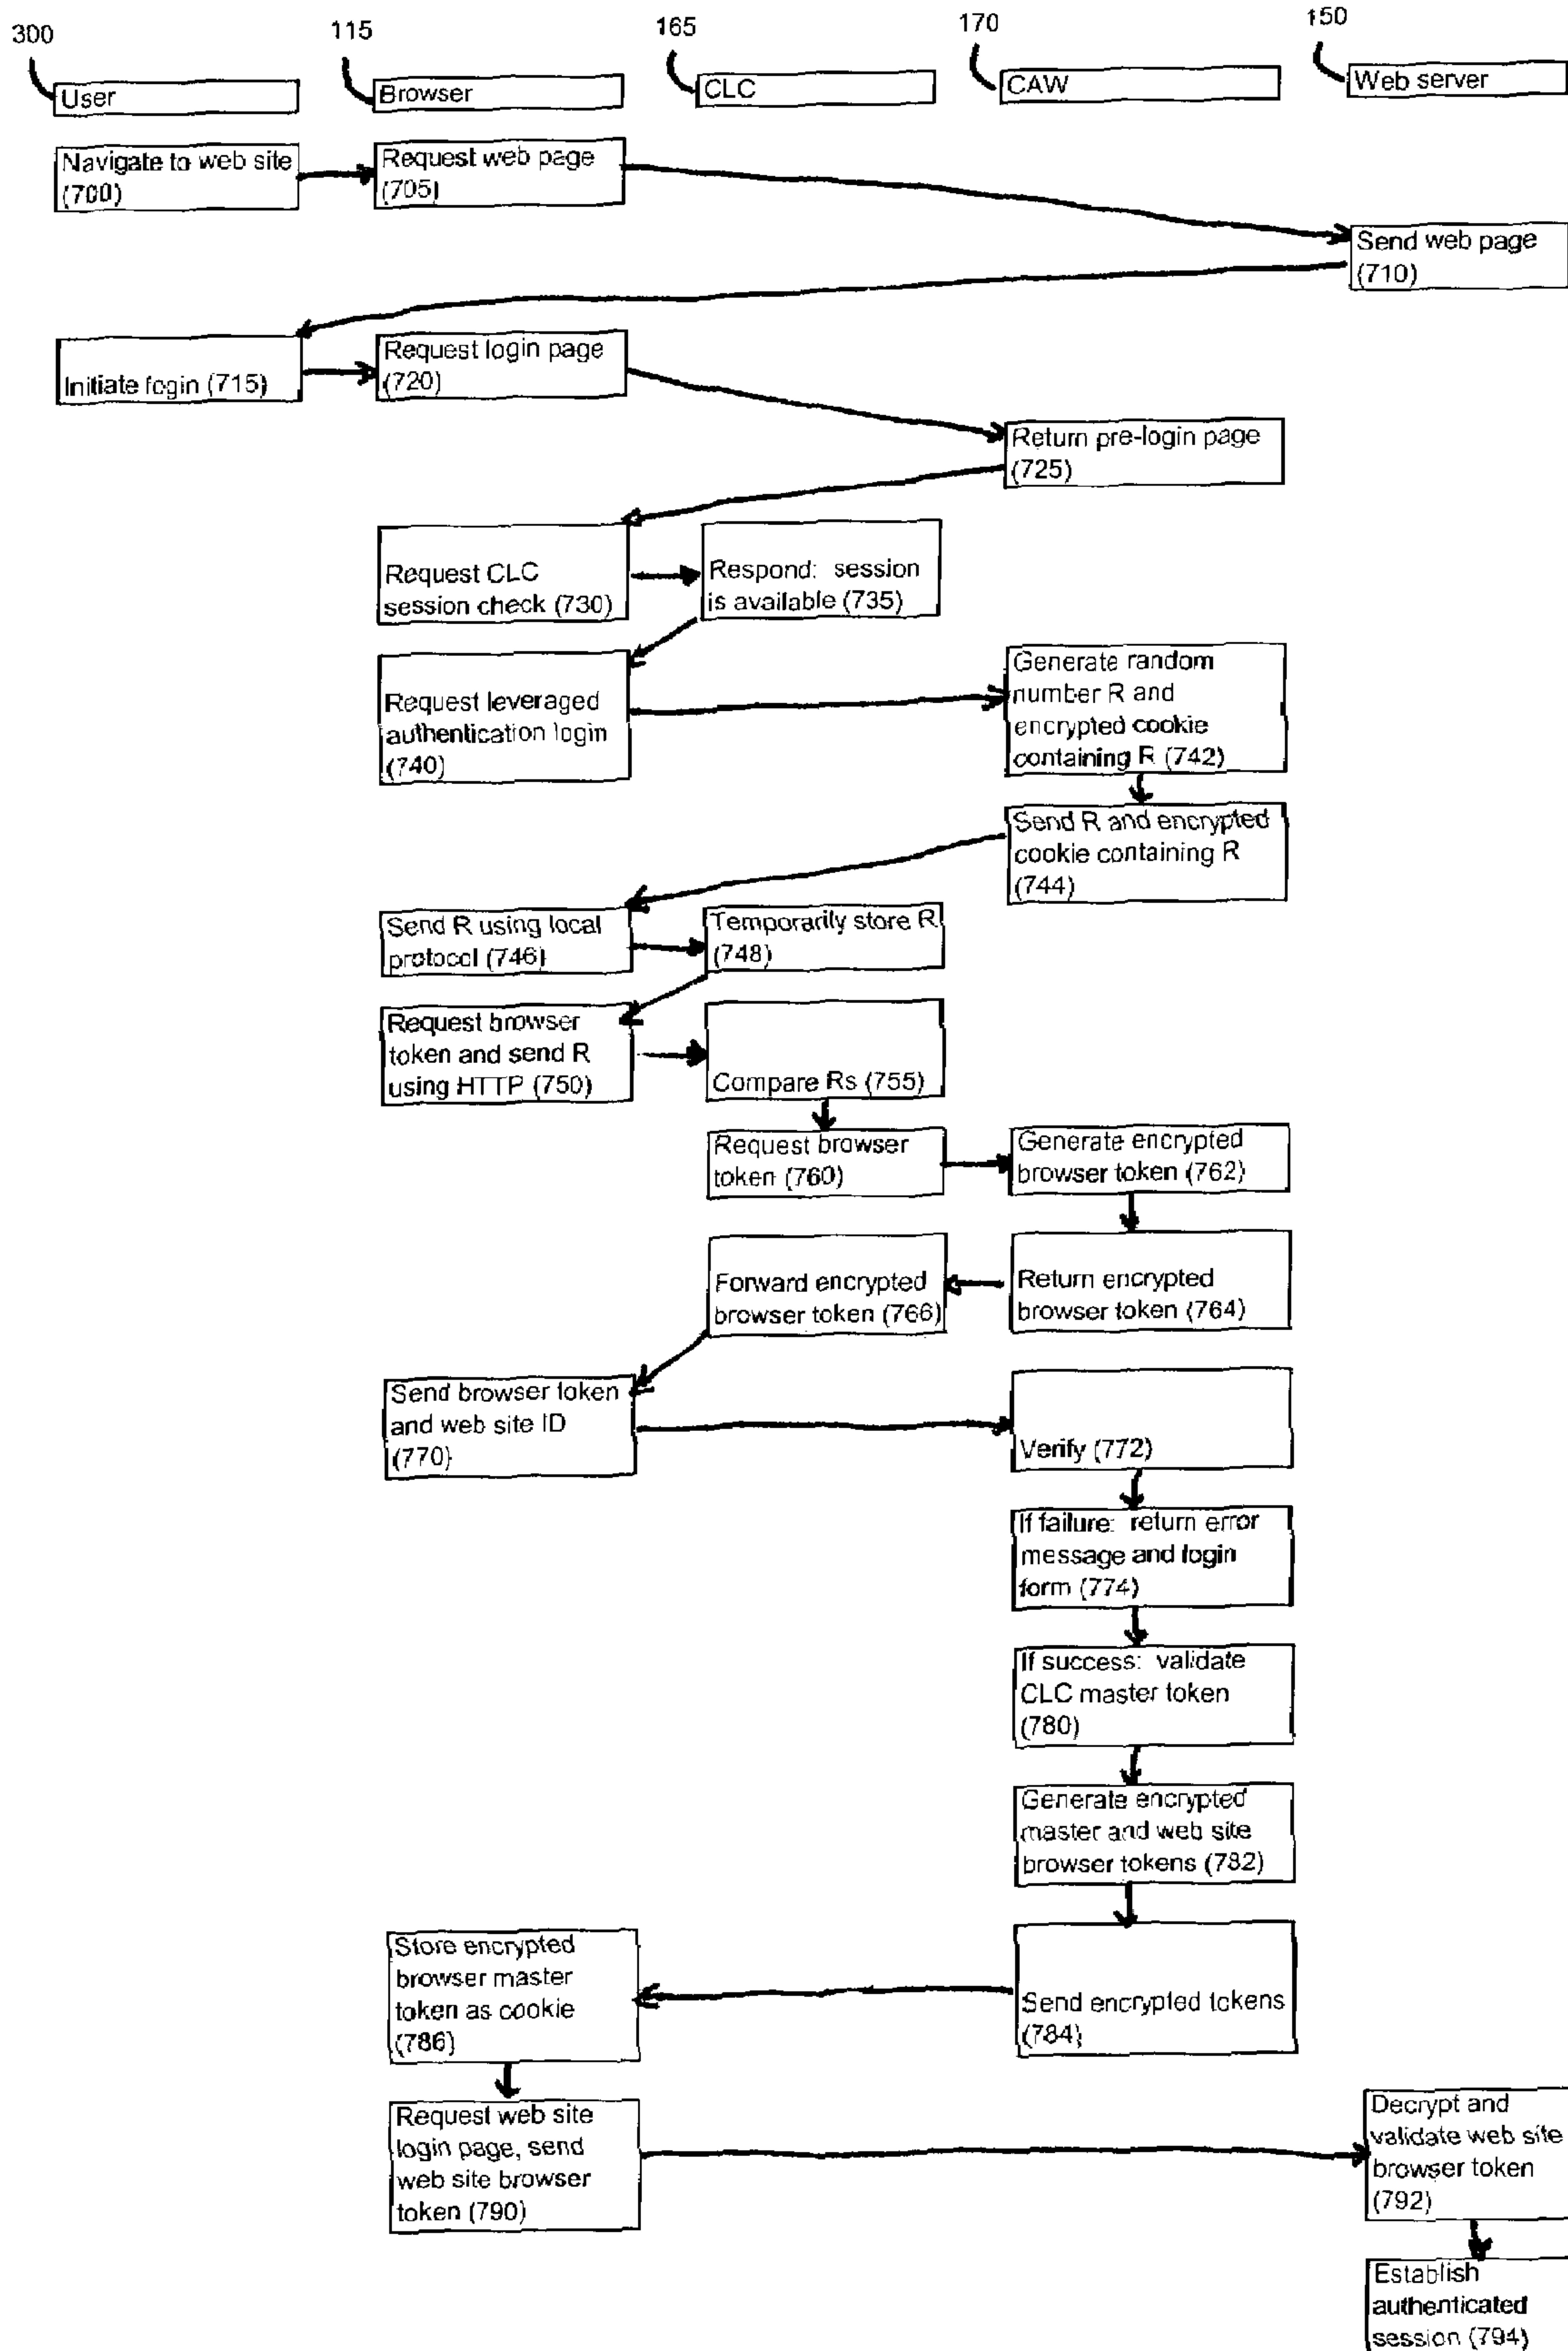 300
115
165
170
150
User
Browser
CLC
CAW
Web server
Navigate to web site
(700)
Request web page
(705)
Send web page
(710)
Initiate login (715)
Request login page
(720)
Return pre-login page
(725)
Request CLC
session check (730)
Respond: session
is available (735)
Request leveraged
authentication login
(740)
Generate random
number R and
encrypted cookie
containing R (742)
Send R and encrypted
cookie containing R
(744)
Send R using local
protocol (746)
Temporarily store R
(748)
Request browser
token and send R
using HTTP (750)
Compare Rs (755)
Request browser
token (760)
Generate encrypted
browser token (762)
Forward encrypted
browser token (766)
Return encrypted
browser token (764)
Send browser token
and web site ID
(770)
Verify (772)
If failure: return error
message and login
form (774)
If success: validate
CLC master token
(780)
Generate encrypted
master and web site
browser tokens (782)
Store encrypted
browser master
token as cookie
(786)
Send encrypted tokens
(784)
Request web site
login page, send
web site browser
token (790)
Decrypt and
validate web site
browser token
(792)
Establish
authenticated
session (794)